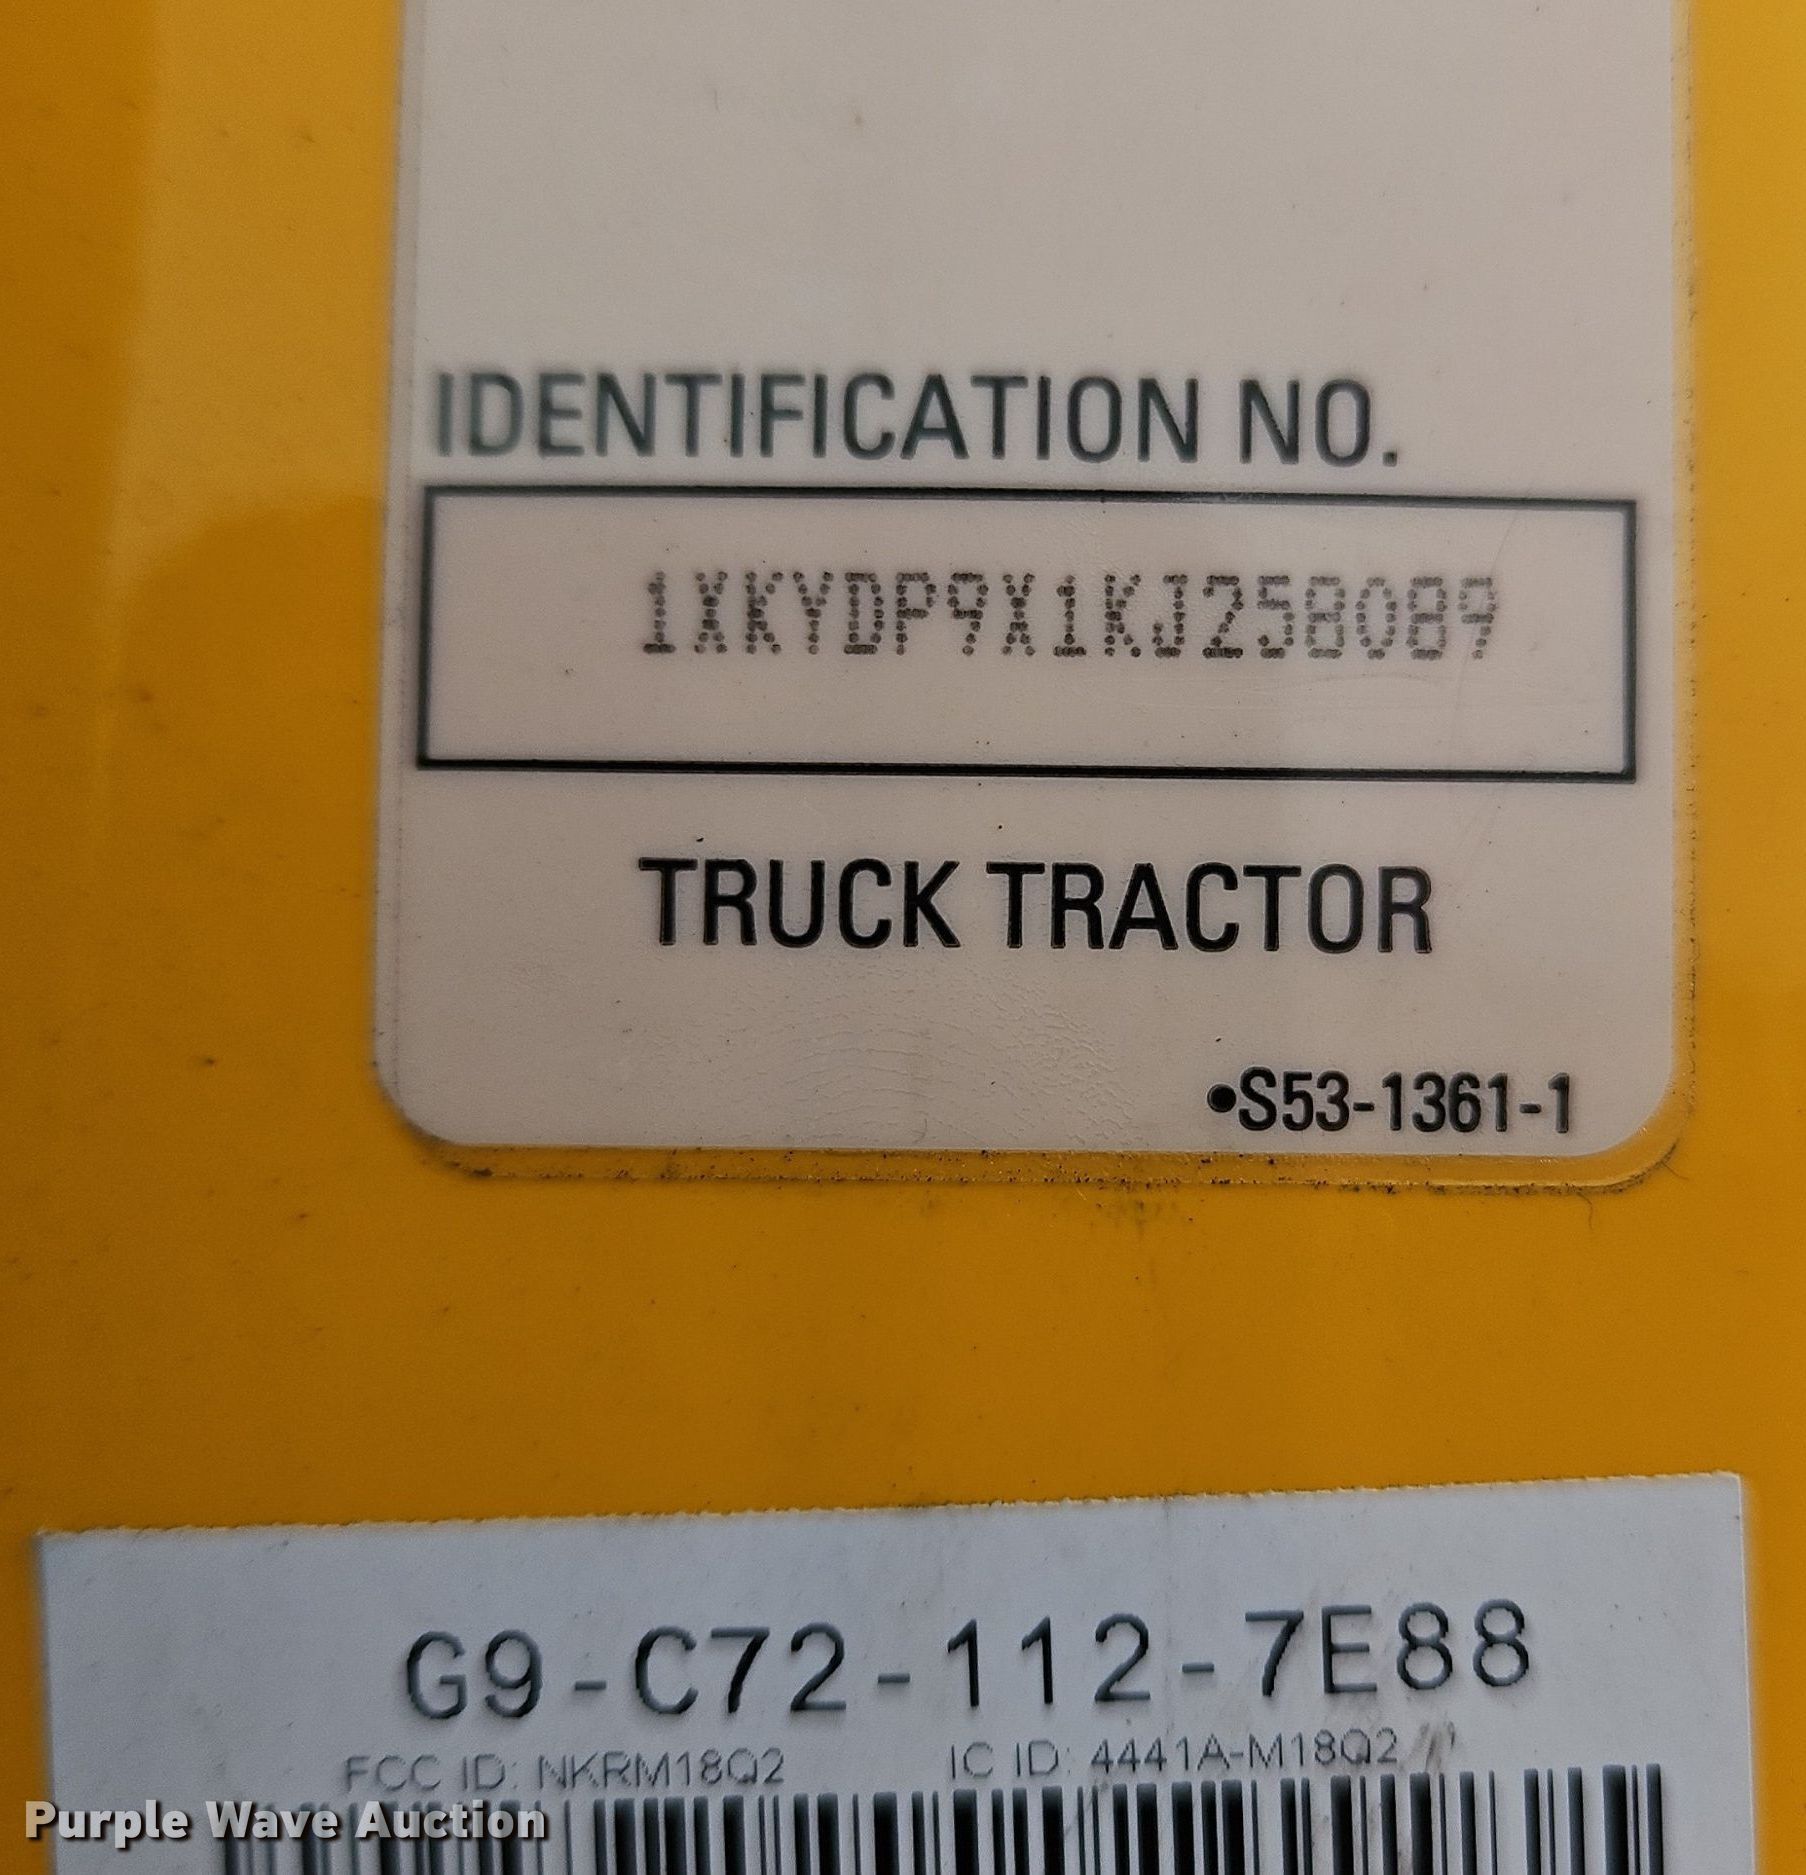 IDENTIFICATION NO.
1XKYDP9X1KJ258089
TRUCK TRACTOR
•S53-1361-1
G9-C72-112-7E88
FCC ID: NKRM18Q2 IC ID: 4441A-M18Q2
Purple Wave Auction